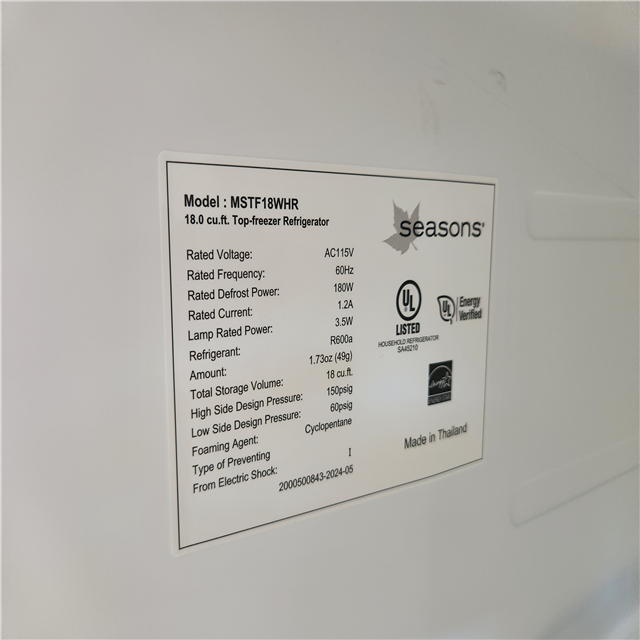 Model : MSTF18WHR
18.0 cu.ft. Top-freezer Refrigerator
seasons®
Rated Voltage: AC115V
Rated Frequency: 60Hz
Rated Defrost Power: 180W
Rated Current: 1.2A
Lamp Rated Power: 3.5W
Refrigerant: R600a
Amount: 1.73oz (49g)
Total Storage Volume: 18 cu.ft.
High Side Design Pressure: 150psig
Low Side Design Pressure: 60psig
Foaming Agent: Cyclopentane
Type of Preventing
From Electric Shock: I
2000500843-2024-05
UL
LISTED
HOUSEHOLD REFRIGERATOR
SA45210
UL Energy
Verified
Made in Thailand